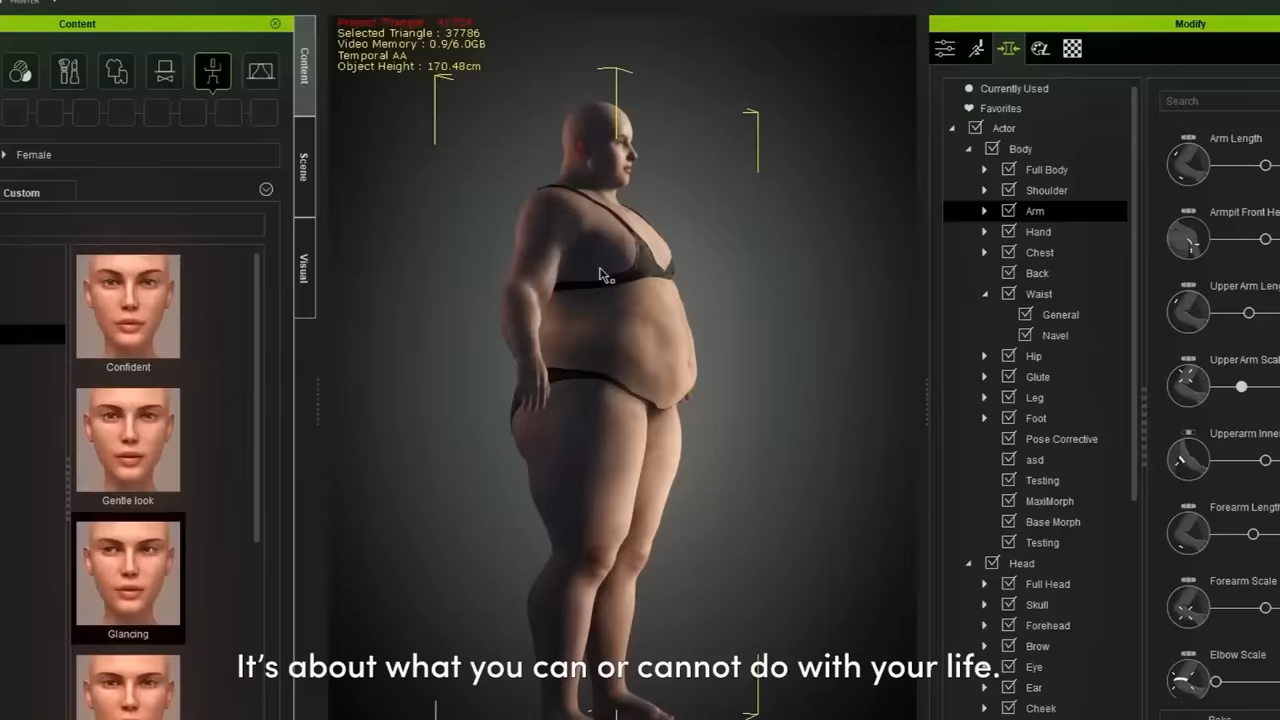 Content
Modify
Selected Triangle : 37786
Video Memory : 0.9/6.0GB
Temporal AA
Object Height : 170.48cm
Content
Scene
Visual
Female
Custom
Confident
Gentle look
Glancing
Currently Used
Favorites
Actor
Body
Full Body
Shoulder
Arm
Hand
Chest
Back
Waist
General
Navel
Hip
Glute
Leg
Foot
Pose Corrective
asd
Testing
MaxiMorph
Base Morph
Testing
Head
Full Head
Skull
Forehead
Brow
Eye
Ear
Cheek
Search
Arm Length
Armpit Front He
Upper Arm Leng
Upper Arm Scal
Upperarm Inner
Forearm Length
Forearm Scale
Elbow Scale
It's about what you can or cannot do with your life.